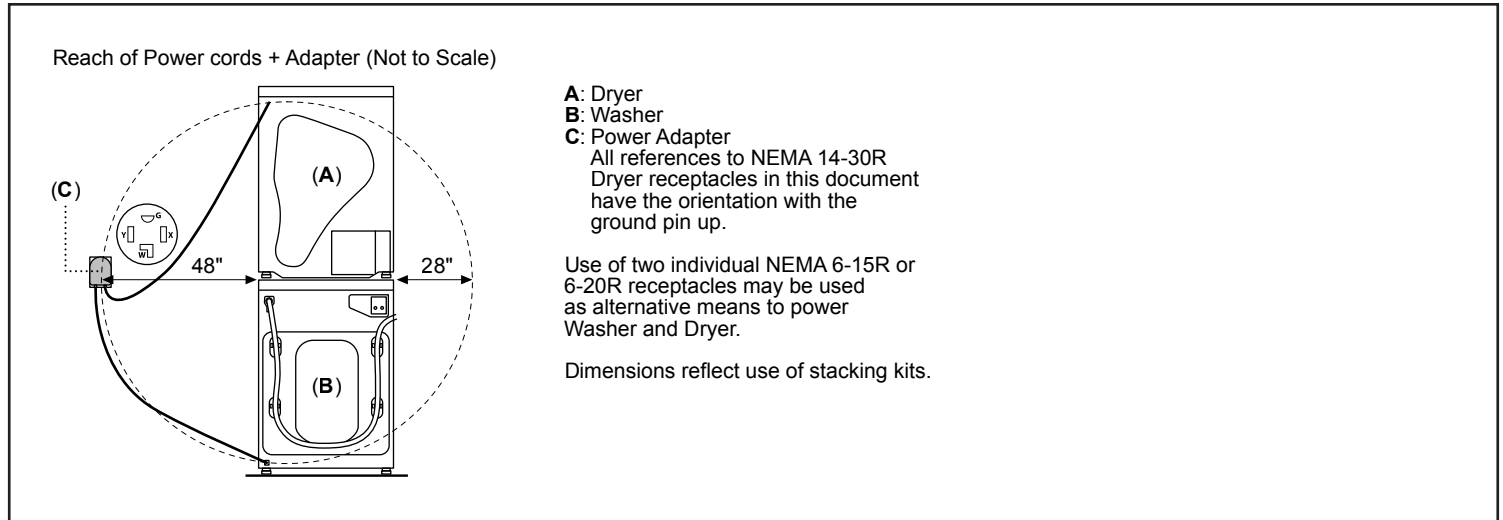 Reach of Power cords + Adapter (Not to Scale)
A: Dryer
B: Washer
C: Power Adapter
All references to NEMA 14-30R
Dryer receptacles in this document
have the orientation with the
ground pin up.
Use of two individual NEMA 6-15R or
6-20R receptacles may be used
as alternative means to power
Washer and Dryer.
Dimensions reflect use of stacking kits.
(A)
(C)
G
Y
X
W
48"
28"
(B)